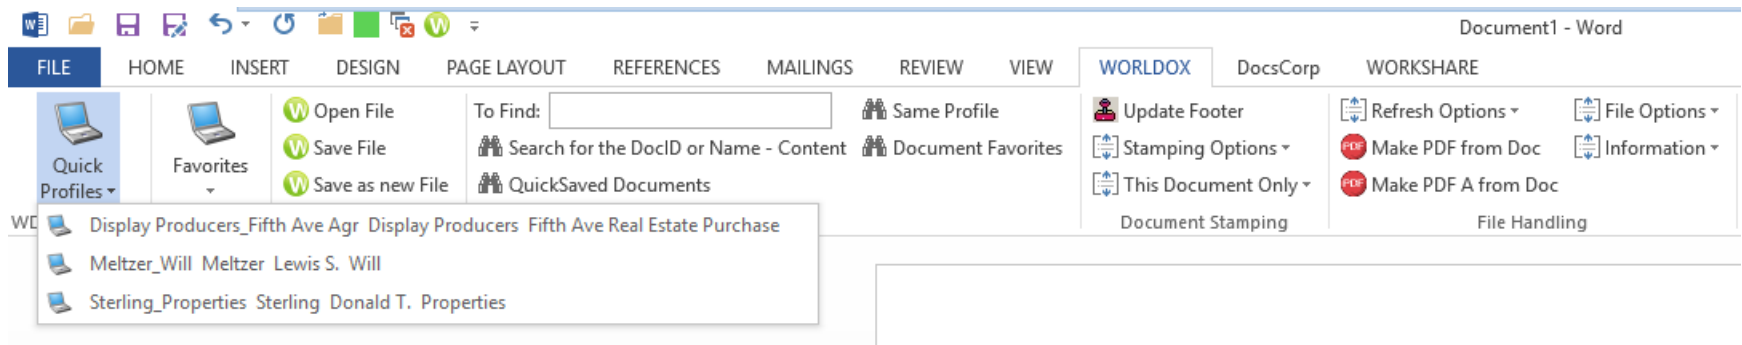 Document1 - Word
FILE HOME INSERT DESIGN PAGE LAYOUT REFERENCES MAILINGS REVIEW VIEW WORLDOX DocsCorp WORKSHARE
Quick Profiles
Favorites
Open File
Save File
Save as new File
To Find:
Search for the DocID or Name - Content
QuickSaved Documents
Same Profile
Document Favorites
Update Footer
Stamping Options
This Document Only
Document Stamping
Refresh Options
Make PDF from Doc
Make PDF A from Doc
File Options
Information
File Handling
WD
Display Producers_Fifth Ave Agr Display Producers Fifth Ave Real Estate Purchase
Meltzer_Will Meltzer Lewis S. Will
Sterling_Properties Sterling Donald T. Properties